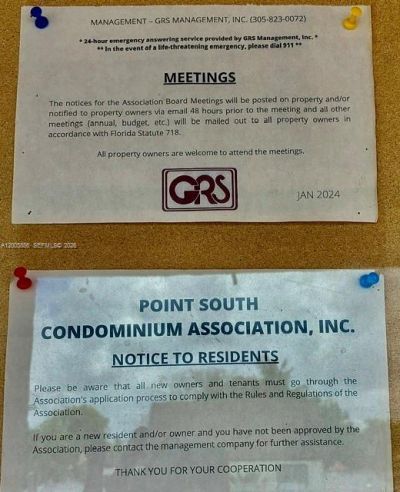 MANAGEMENT – GRS MANAGEMENT, INC. (305-823-0072)
* 24-hour emergency answering service provided by GRS Management, Inc. *
** In the event of a life-threatening emergency, please dial 911 **
MEETINGS
The notices for the Association Board Meetings will be posted on property and/or
notified to property owners via email 48 hours prior to the meeting and all other
meetings (annual, budget, etc.) will be mailed out to all property owners in
accordance with Florida Statute 718.
All property owners are welcome to attend the meetings.
GRS
JAN 2024
POINT SOUTH
CONDOMINIUM ASSOCIATION, INC.
NOTICE TO RESIDENTS
Please be aware that all new owners and tenants must go through the
Association's application process to comply with the Rules and Regulations of the
Association.
If you are a new resident and/or owner and you have not been approved by the
Association, please contact the management company for further assistance.
THANK YOU FOR YOUR COOPERATION